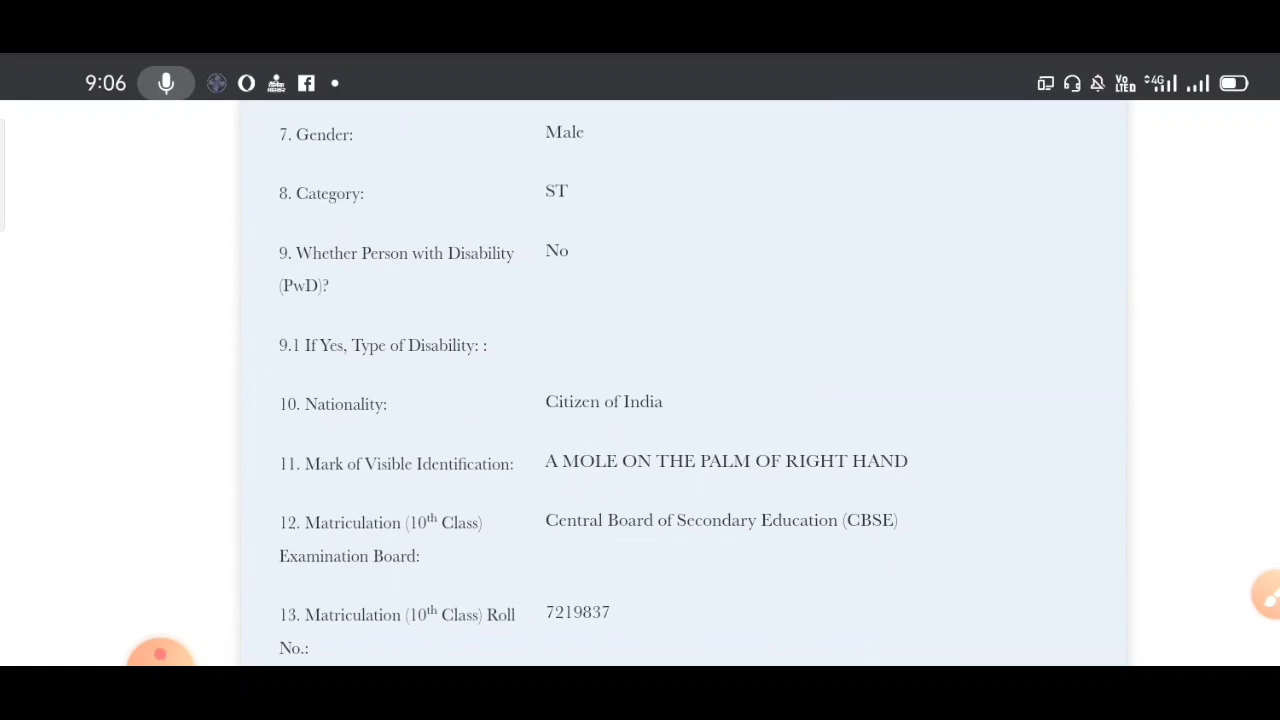 9:06
VoLTED 4G
7. Gender: Male
8. Category: ST
9. Whether Person with Disability No
(PwD)?
9.1 If Yes, Type of Disability: :
10. Nationality: Citizen of India
11. Mark of Visible Identification: A MOLE ON THE PALM OF RIGHT HAND
12. Matriculation (10th Class) Central Board of Secondary Education (CBSE)
Examination Board:
13. Matriculation (10th Class) Roll 7219837
No.: